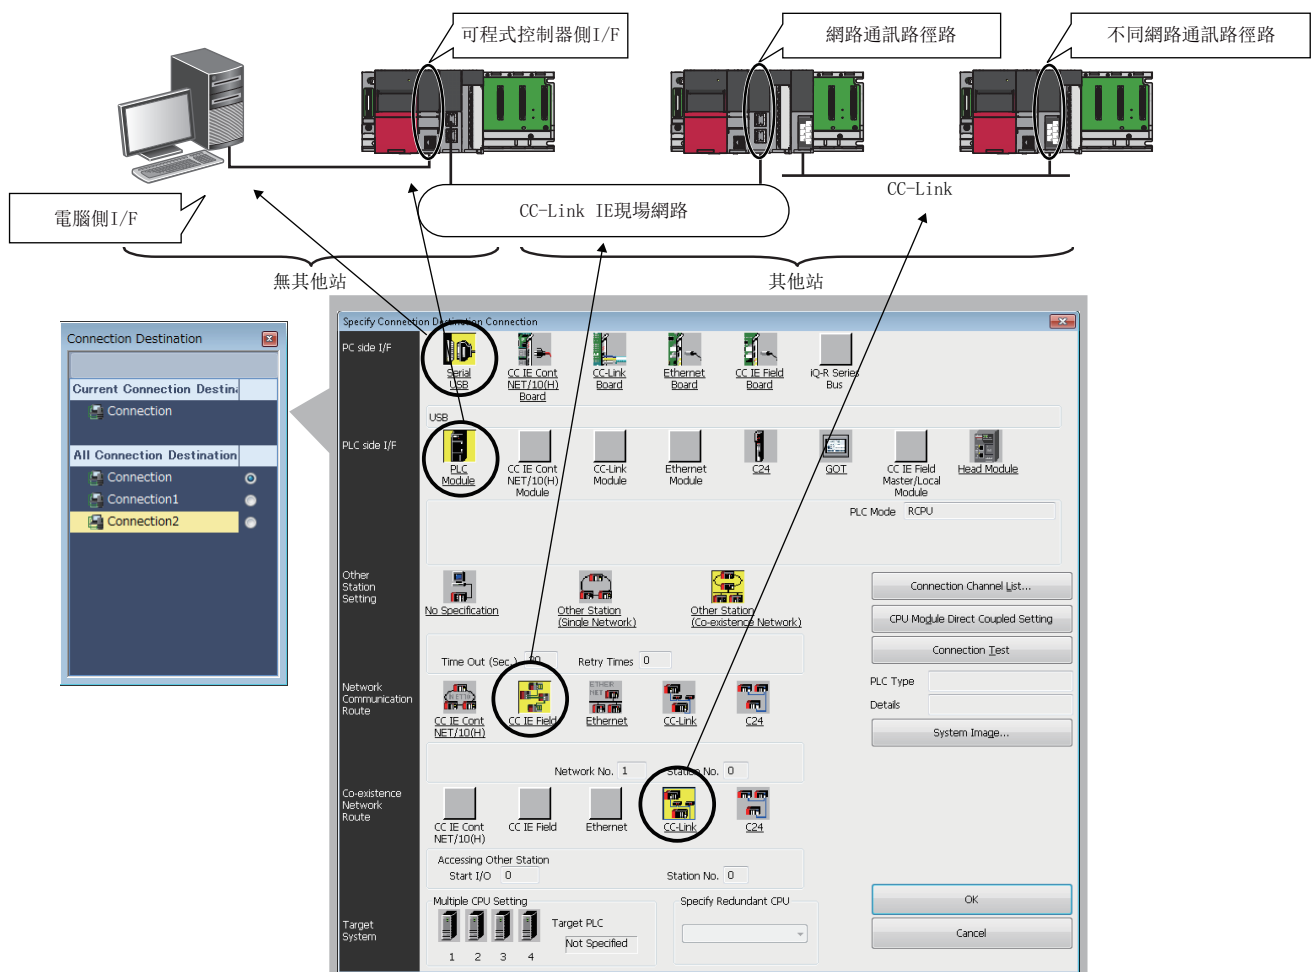 可程式控制器側I/F
網路通訊路徑路
不同網路通訊路徑路
CC-Link
電腦側I/F
CC-Link IE現場網路
無其他站
其他站
Connection Destination
Current Connection Destina
Connection
All Connection Destination
Connection
Connection1
Connection2
Specify Connection Destination Connection
PC side I/F
Serial
USB
CC IE Cont
NET/10(H)
Board
CC-Link
Board
Ethernet
Board
CC IE Field
Board
iQ-R Series
Bus
USB
PLC side I/F
PLC
Module
CC IE Cont
NET/10(H)
Module
CC-Link
Module
Ethernet
Module
C24
GOT
CC IE Field
Master/Local
Module
Head Module
PLC Mode RCPU
Other
Station
Setting
No Specification
Other Station
(Single Network)
Other Station
(Co-existence Network)
Connection Channel List...
CPU Module Direct Coupled Setting
Connection Test
Time Out (Sec.) 30 Retry Times 0
PLC Type
Details
System Image...
Network
Communication
Route
CC IE Cont
NET/10(H)
CC IE Field
Ethernet
CC-Link
C24
Network No. 1 Station No. 0
Co-existence
Network
Route
CC IE Cont
NET/10(H)
CC IE Field
Ethernet
CC-Link
C24
Accessing Other Station
Start I/O 0 Station No. 0
Target
System
Multiple CPU Setting
1 2 3 4
Target PLC
Not Specified
Specify Redundant CPU
OK
Cancel